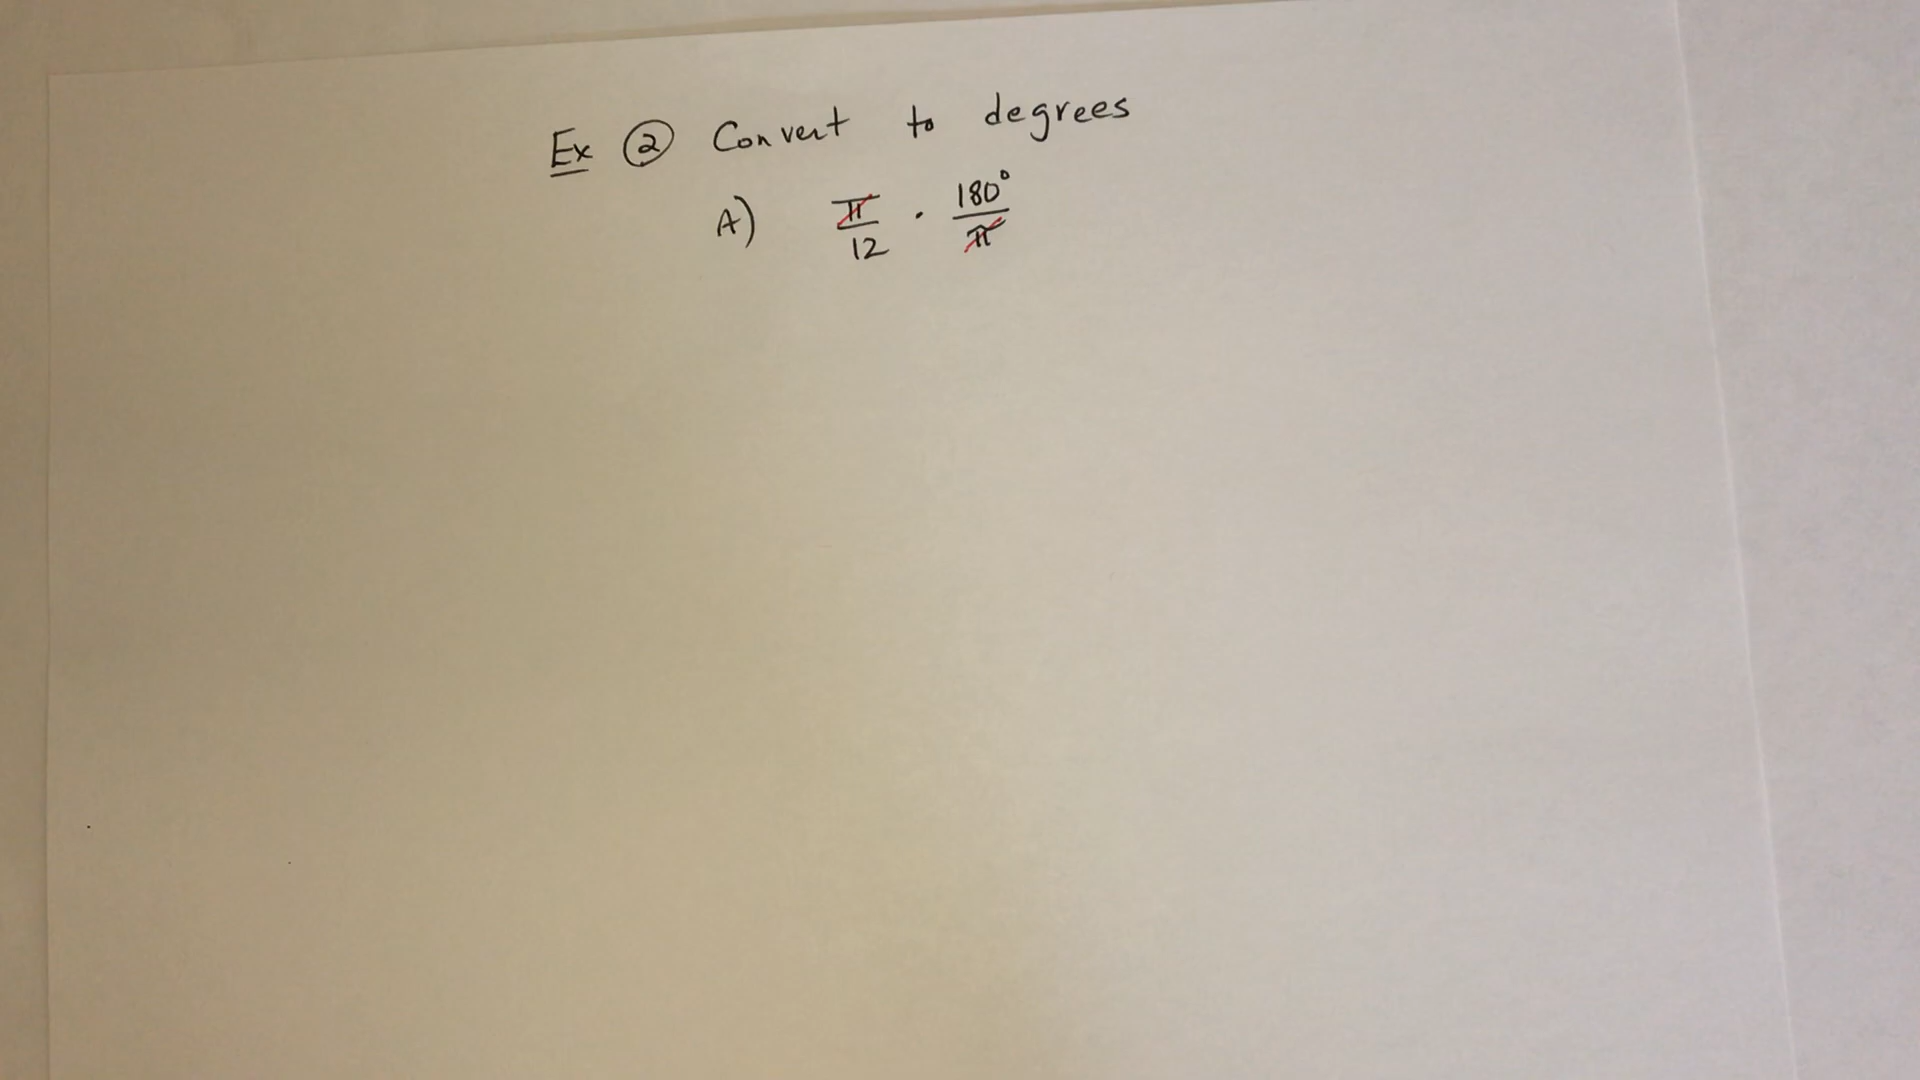 Ex ② Convert to degrees
A) π/12 · 180°/π